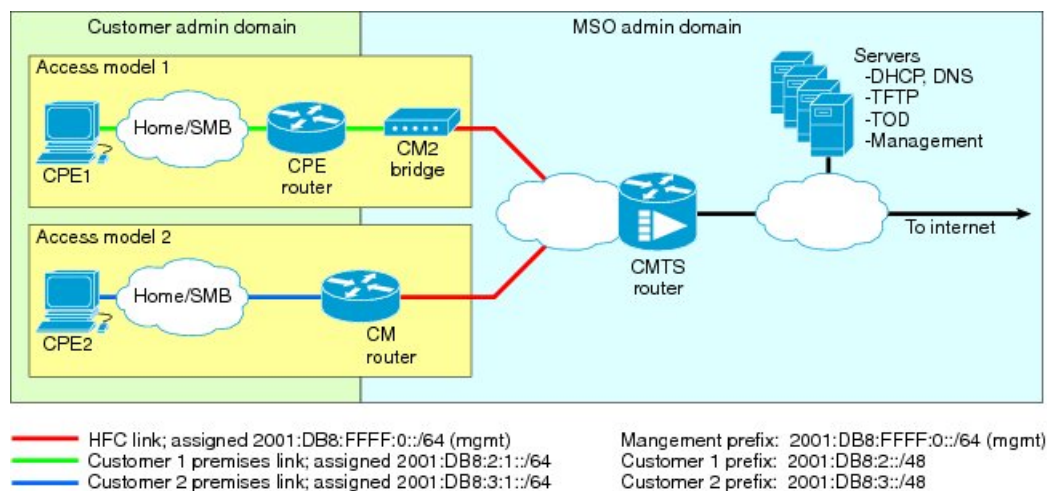 Customer admin domain
MSO admin domain
Access model 1
Servers
-DHCP, DNS
-TFTP
-TOD
-Management
Home/SMB
CPE1
CPE
router
CM2
bridge
To internet
CMTS
router
Access model 2
Home/SMB
CPE2
CM
router
HFC link; assigned 2001:DB8:FFFF:0::/64 (mgmt)
Customer 1 premises link; assigned 2001:DB8:2:1::/64
Customer 2 premises link; assigned 2001:DB8:3:1::/64
Mangement prefix: 2001:DB8:FFFF:0::/64 (mgmt)
Customer 1 prefix: 2001:DB8:2::/48
Customer 2 prefix: 2001:DB8:3::/48